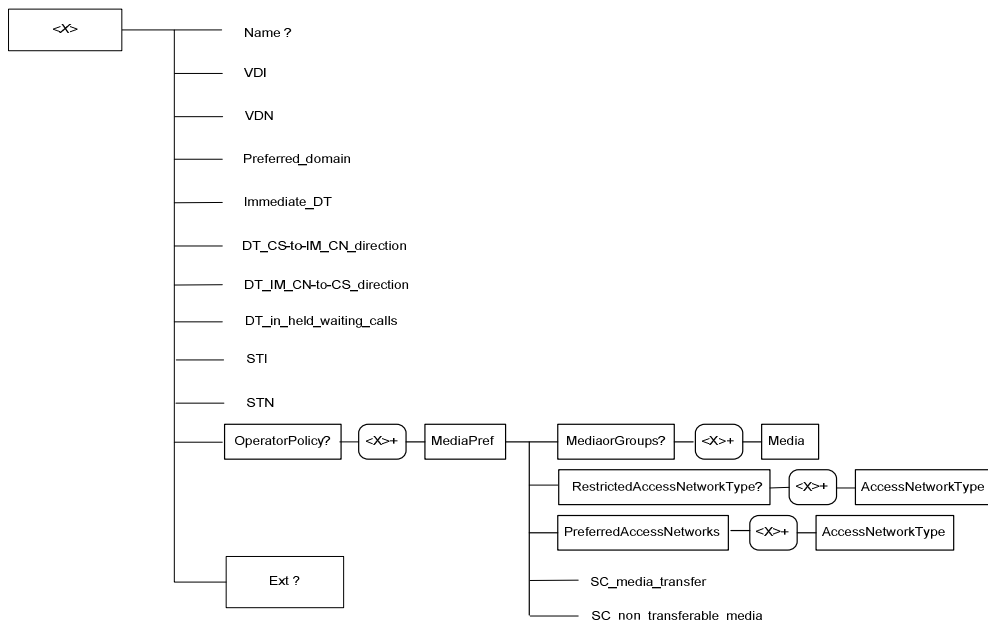 <X>
Name ?
VDI
VDN
Preferred_domain
Immediate_DT
DT_CS-to-IM_CN_direction
DT_IM_CN-to-CS_direction
DT_in_held_waiting_calls
STI
STN
OperatorPolicy? <X>+ MediaPref MediaorGroups? <X>+ Media
RestrictedAccessNetworkType? <X>+ AccessNetworkType
PreferredAccessNetworks <X>+ AccessNetworkType
Ext ?
SC_media_transfer
SC_non_transferable_media